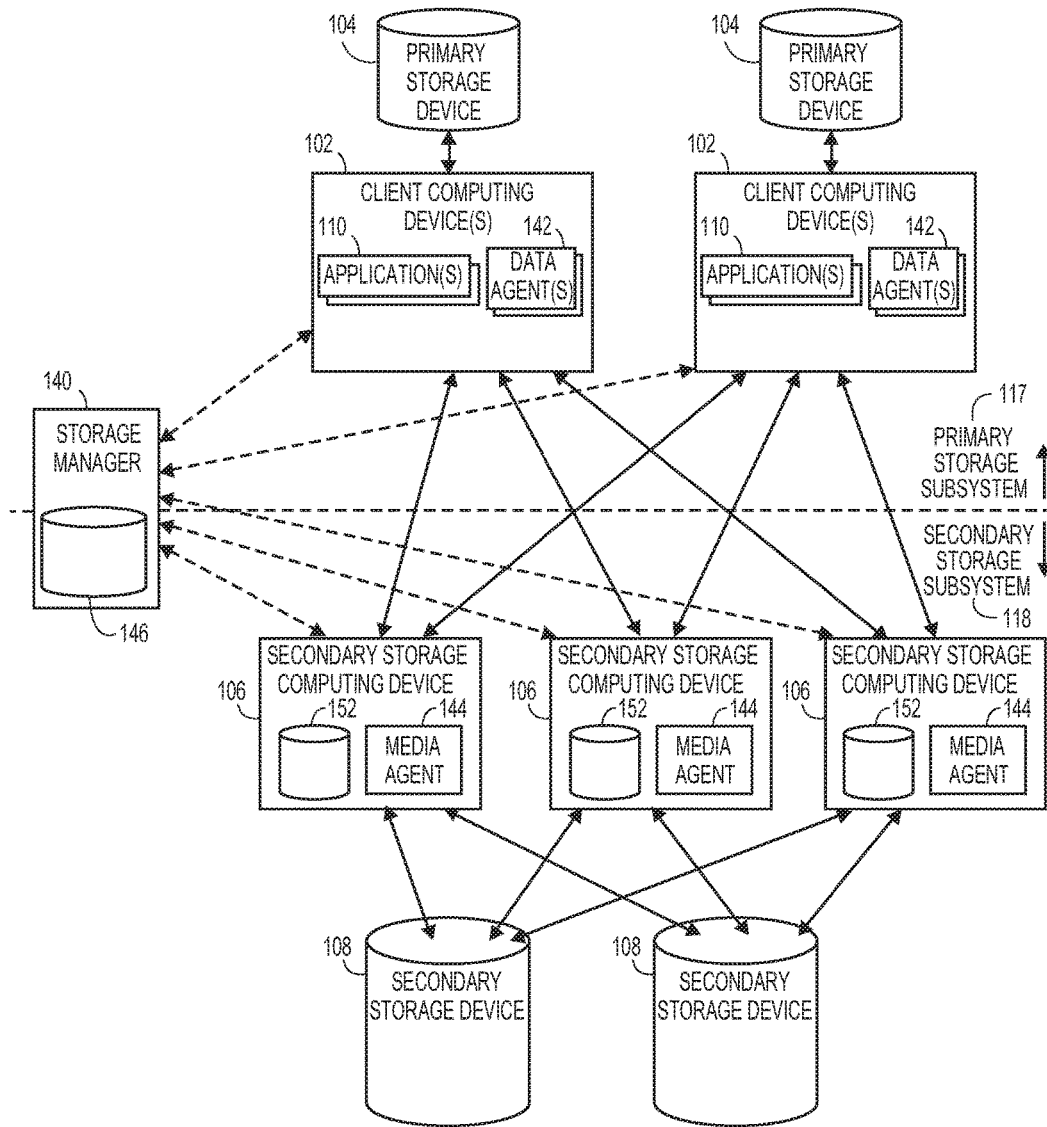 104
PRIMARY
STORAGE
DEVICE
104
PRIMARY
STORAGE
DEVICE
102
CLIENT COMPUTING
DEVICE(S)
110
APPLICATION(S)
142
DATA
AGENT(S)
102
CLIENT COMPUTING
DEVICE(S)
110
APPLICATION(S)
142
DATA
AGENT(S)
140
STORAGE
MANAGER
146
117
PRIMARY
STORAGE
SUBSYSTEM
SECONDARY
STORAGE
SUBSYSTEM
118
SECONDARY STORAGE
COMPUTING DEVICE
106
152
144
MEDIA
AGENT
SECONDARY STORAGE
COMPUTING DEVICE
106
152
144
MEDIA
AGENT
SECONDARY STORAGE
COMPUTING DEVICE
106
152
144
MEDIA
AGENT
108
SECONDARY
STORAGE DEVICE
108
SECONDARY
STORAGE DEVICE